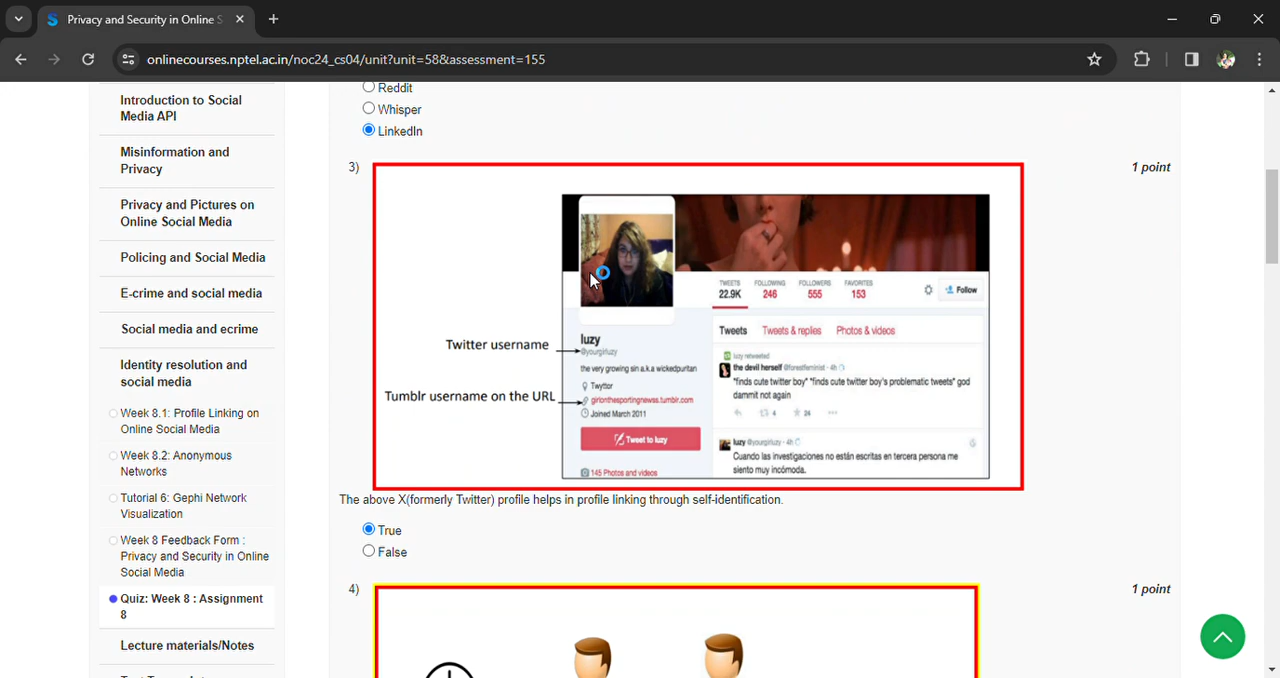 Privacy and Security in Online S
onlinecourses.nptel.ac.in/noc24_cs04/unit?unit=58&assessment=155
Introduction to Social
Media API
Misinformation and
Privacy
Privacy and Pictures on
Online Social Media
Policing and Social Media
E-crime and social media
Social media and ecrime
Identity resolution and
social media
Week 8.1: Profile Linking on
Online Social Media
Week 8.2: Anonymous
Networks
Tutorial 6: Gephi Network
Visualization
Week 8 Feedback Form :
Privacy and Security in Online
Social Media
Quiz: Week 8 : Assignment
8
Lecture materials/Notes
Reddit
Whisper
LinkedIn
3)
1 point
TWEETS FOLLOWING FOLLOWERS FAVORITES
22.9K 246 555 153
Follow
Tweets Tweets & replies Photos & videos
luzy
Twitter username
@yourgirluzy
the very growing sin a.k.a wickedpuritan
Twyttor
Tumblr username on the URL
girlonthesportingnewss.tumblr.com
Joined March 2011
Tweet to luzy
145 Photos and videos
luzy retweeted
the devil herself @forestfeminist · 4h
*finds cute twitter boy* *finds cute twitter boy's problematic tweets* god
dammit not again
4 24
luzy @yourgirluzy · 4h
Cuando las investigaciones no están escritas en tercera persona me
siento muy incómoda.
The above X(formerly Twitter) profile helps in profile linking through self-identification.
True
False
4)
1 point